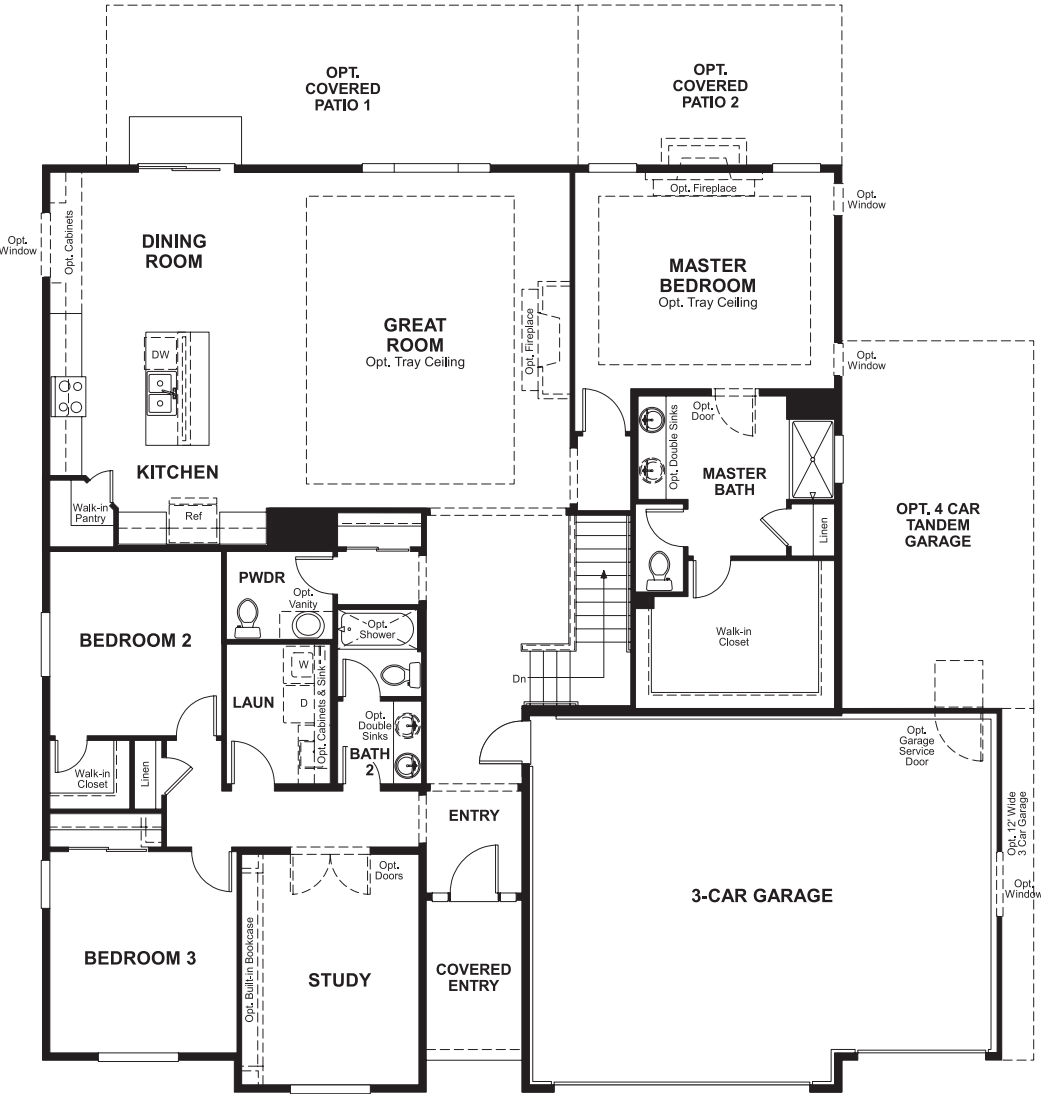 OPT.
COVERED
PATIO 1
OPT.
COVERED
PATIO 2
Opt. Fireplace
Opt.
Window
Opt.
Window
Opt. Cabinets
DINING
ROOM
MASTER
BEDROOM
Opt. Tray Ceiling
GREAT
ROOM
Opt. Tray Ceiling
Opt. Fireplace
Opt.
Window
DW
Opt.
Door
Opt. Double Sinks
MASTER
BATH
KITCHEN
Walk-in
Pantry
Ref
Linen
OPT. 4 CAR
TANDEM
GARAGE
PWDR
Opt.
Vanity
Opt.
Shower
BEDROOM 2
Walk-in
Closet
W
D
Opt. Cabinets & Sink
LAUN
Dn
Opt.
Double
Sinks
BATH
2
Opt.
Garage
Service
Door
Walk-in
Closet
Linen
ENTRY
Opt. 12' Wide
3 Car Garage
Opt.
Doors
Opt.
Window
3-CAR GARAGE
BEDROOM 3
Opt. Built-in Bookcase
STUDY
COVERED
ENTRY